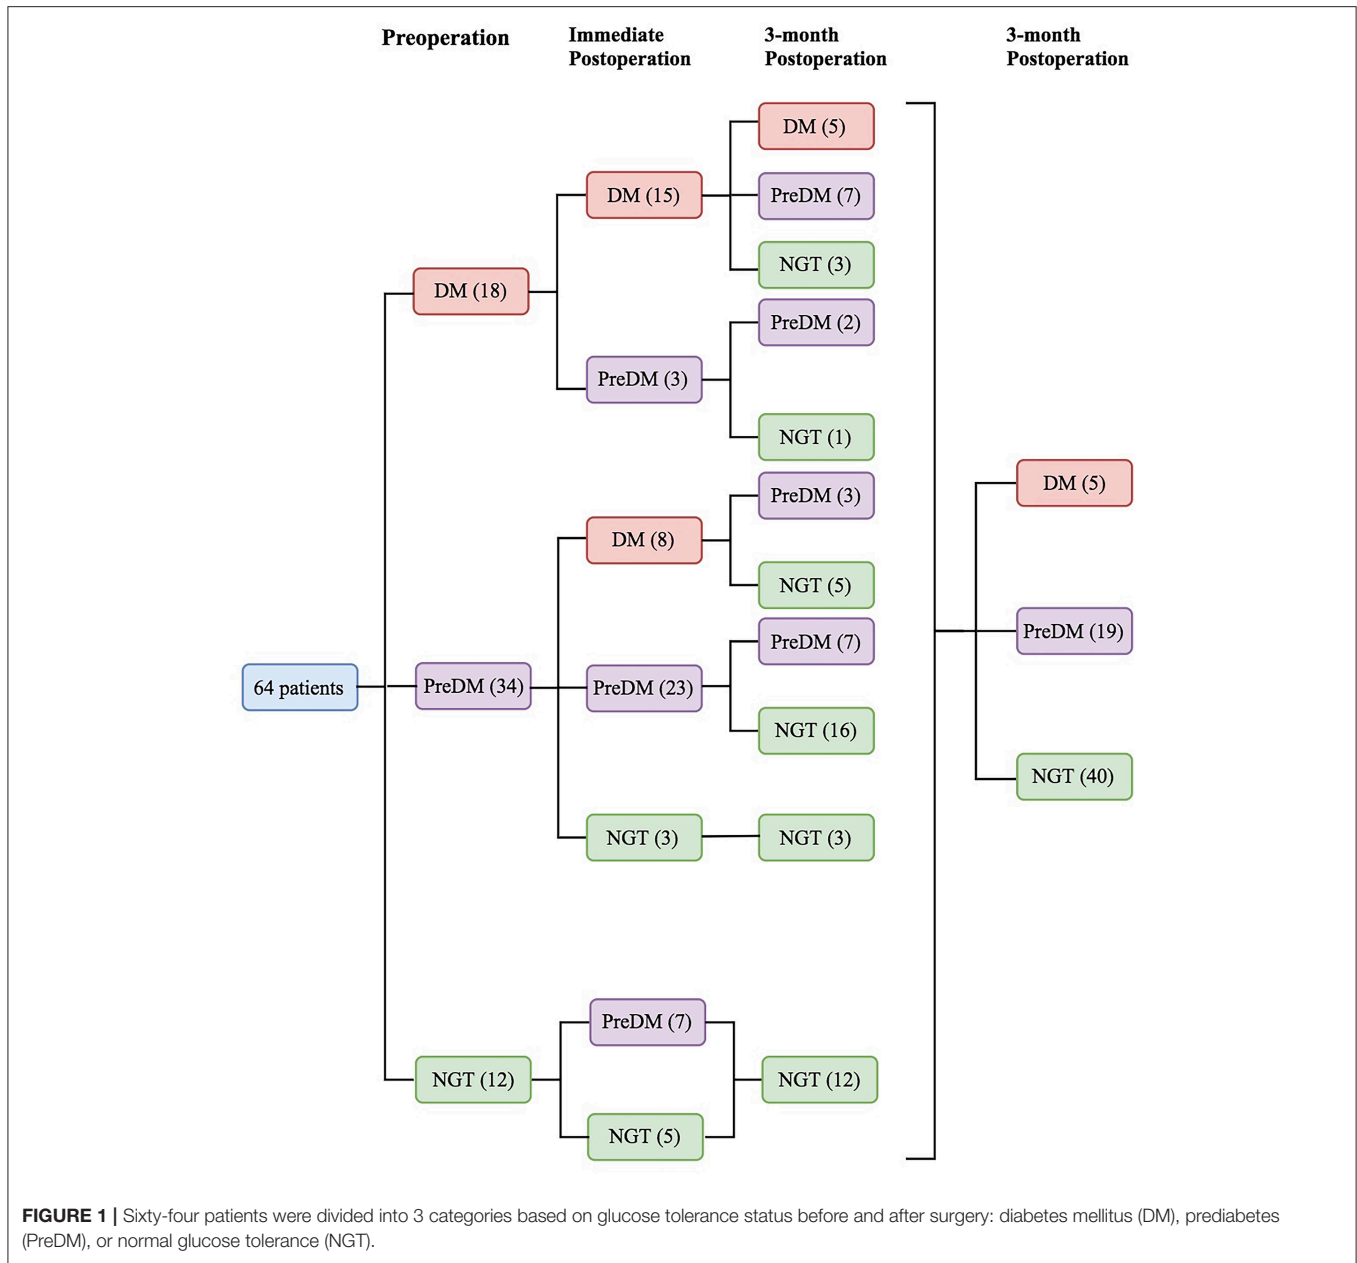 Preoperation
Immediate
Postoperation
3-month
Postoperation
3-month
Postoperation
DM (5)
DM (15)
PreDM (7)
NGT (3)
DM (18)
PreDM (2)
PreDM (3)
NGT (1)
PreDM (3)
DM (5)
DM (8)
NGT (5)
PreDM (7)
PreDM (19)
64 patients
PreDM (34)
PreDM (23)
NGT (16)
NGT (40)
NGT (3)
NGT (3)
PreDM (7)
NGT (12)
NGT (12)
NGT (5)
FIGURE 1 | Sixty-four patients were divided into 3 categories based on glucose tolerance status before and after surgery: diabetes mellitus (DM), prediabetes
(PreDM), or normal glucose tolerance (NGT).